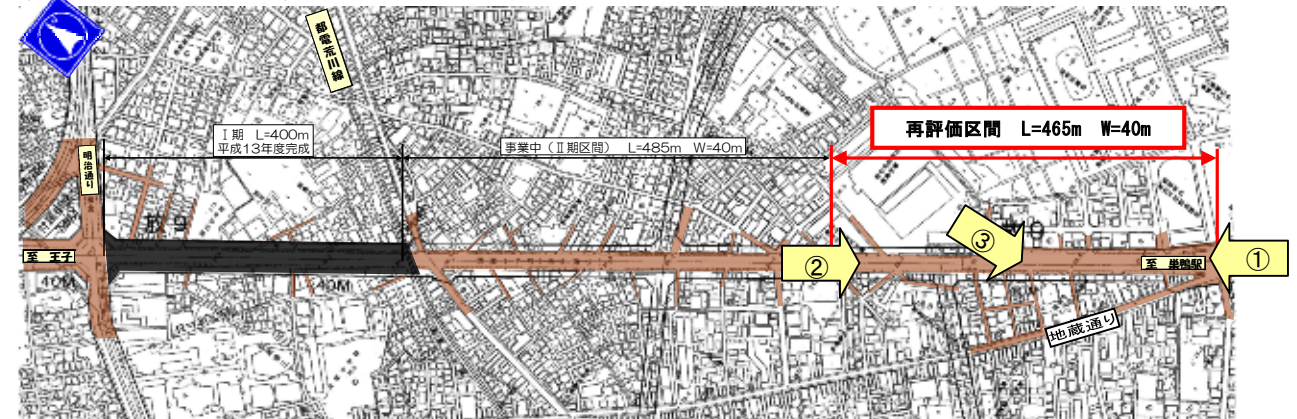 都電荒川線
再評価区間 L=465m W=40m
Ⅰ期 L=400m
平成13年度完成
事業中(Ⅱ期区間) L=485m W=40m
明治通り
至 王子
40M
40M
②
③
至 巣鴨駅
①
地蔵通り